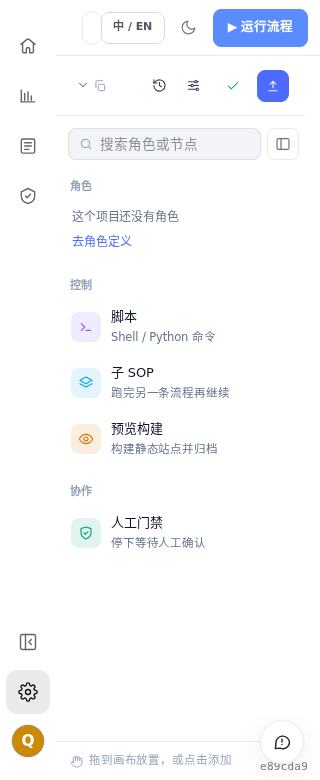 中 / EN
▶ 运行流程
搜索角色或节点
角色
这个项目还没有角色
去角色定义
控制
脚本
Shell / Python 命令
子 SOP
跑完另一条流程再继续
预览构建
构建静态站点并归档
协作
人工门禁
停下等待人工确认
Q
拖到画布放置，或点击添加
e89cda9